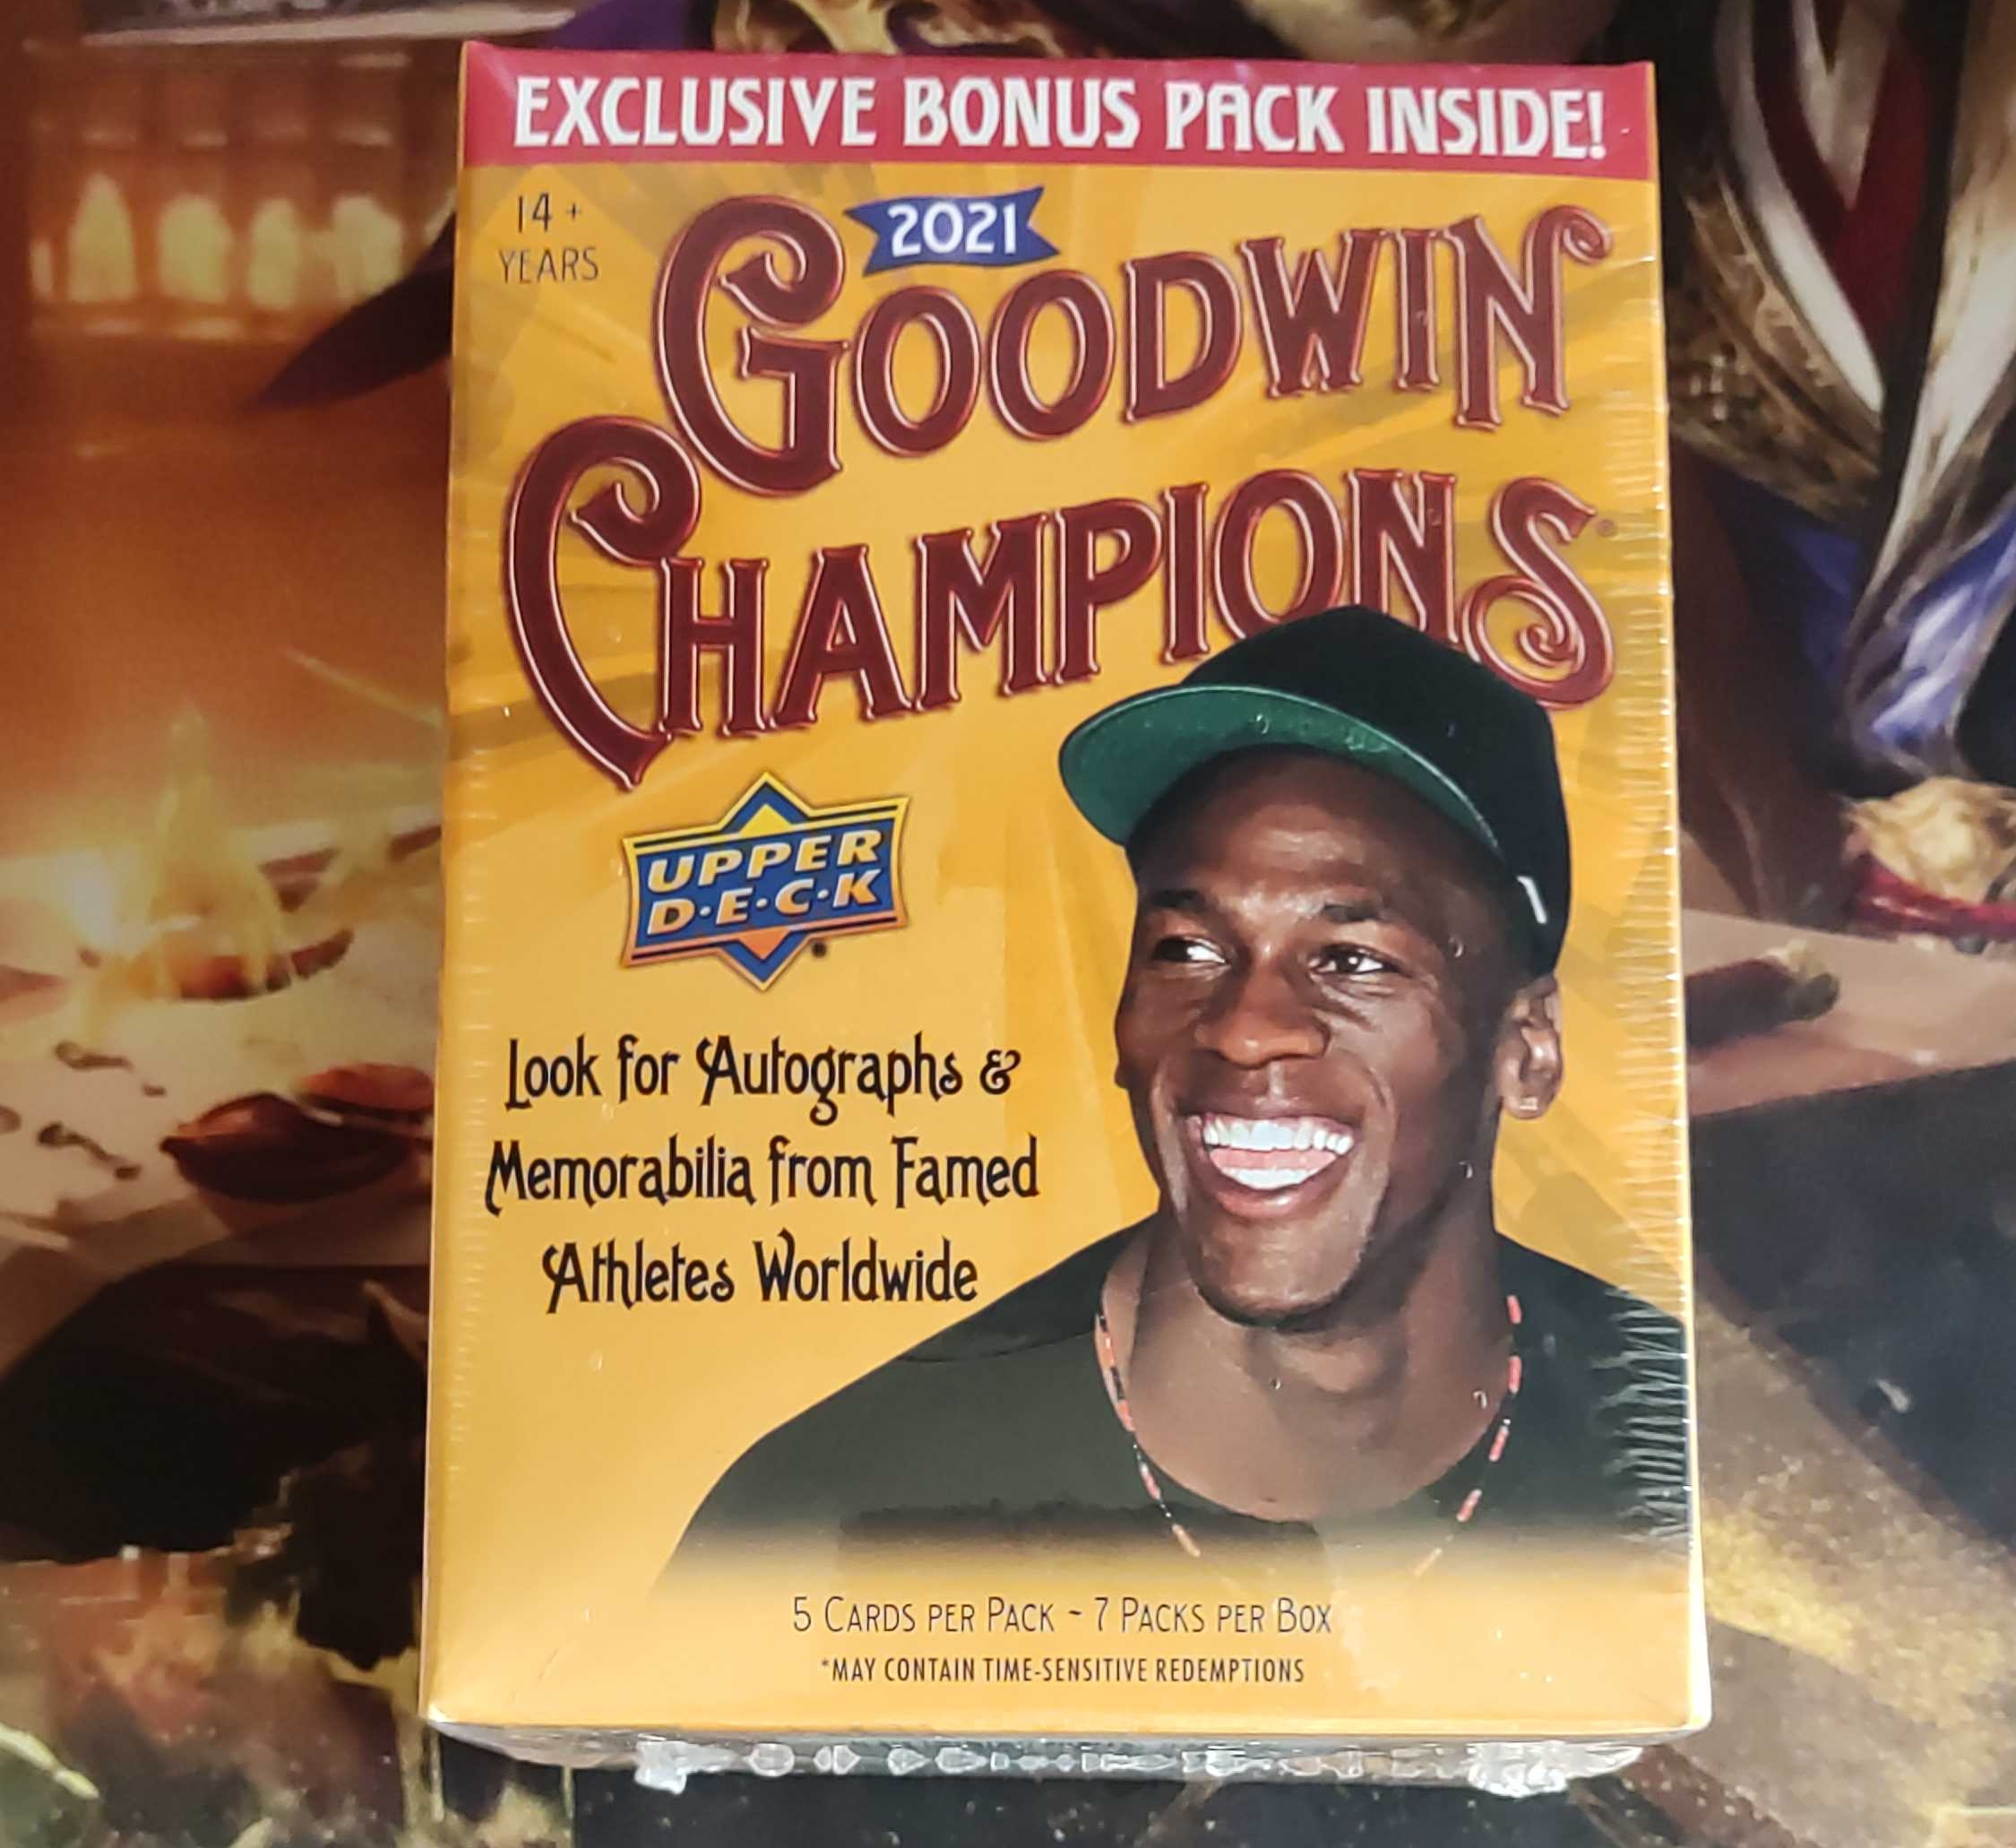 EXCLUSIVE BONUS PACK INSIDE!
14+
YEARS
2021
GOODWIN
CHAMPIONS
UPPER
D·E·C·K
Look for Autographs &
Memorabilia from Famed
Athletes Worldwide
5 CARDS PER PACK ~ 7 PACKS PER BOX
*MAY CONTAIN TIME-SENSITIVE REDEMPTIONS